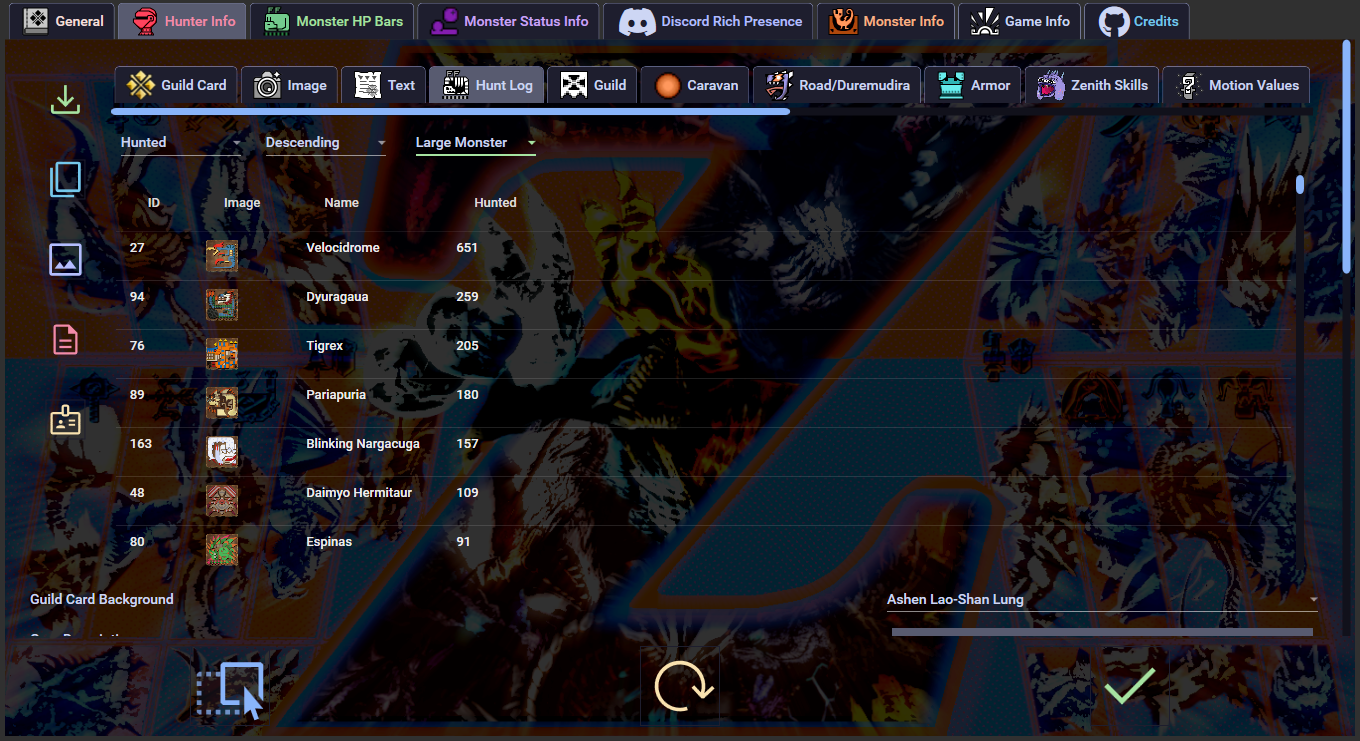 General Hunter Info Monster HP Bars Monster Status Info Discord Rich Presence Monster Info Game Info Credits
Guild Card Image Text Hunt Log Guild Caravan Road/Duremudira Armor Zenith Skills Motion Values
Hunted Descending Large Monster
ID Image Name Hunted
27 Velocidrome 651
94 Dyuragaua 259
76 Tigrex 205
89 Pariapuria 180
163 Blinking Nargacuga 157
48 Daimyo Hermitaur 109
80 Espinas 91
Guild Card Background Ashen Lao-Shan Lung